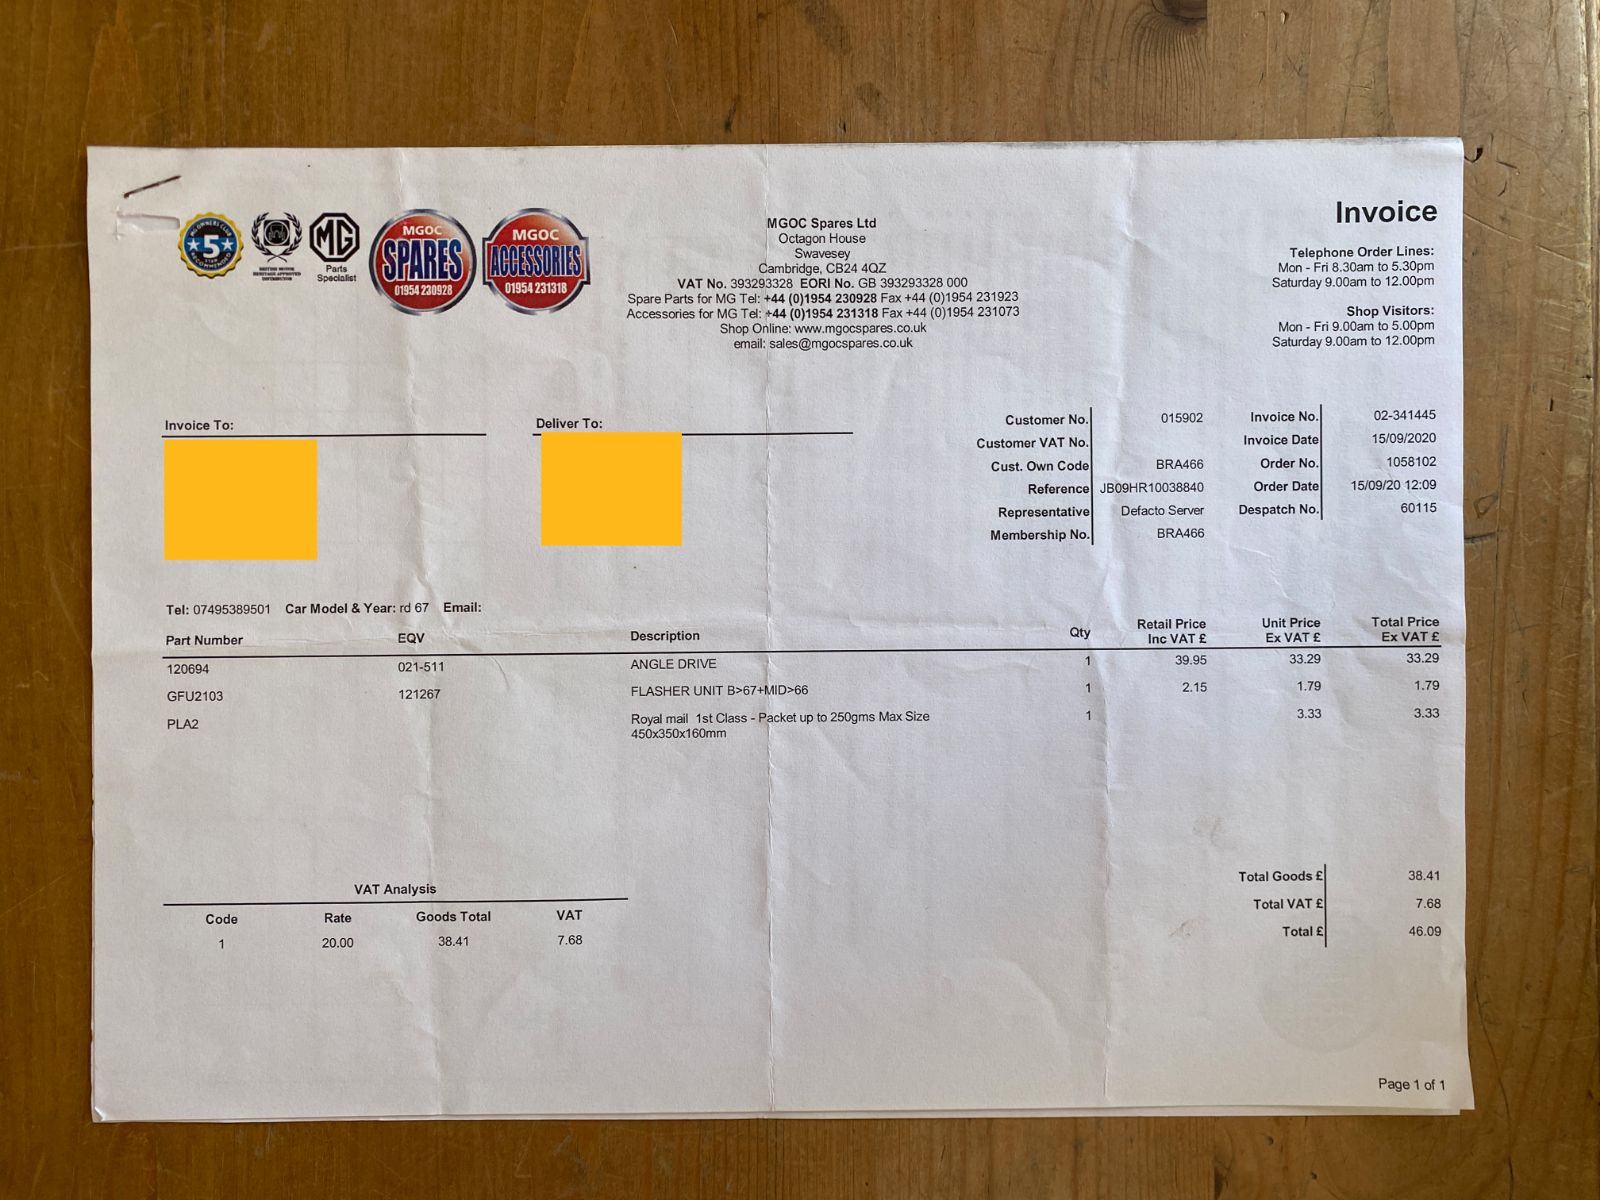 MG OWNERS CLUB
5
STAR
RECOMMENDED
BRITISH MOTOR
HERITAGE APPROVED
DISTRIBUTOR
MG
Parts
Specialist
MGOC
SPARES
01954 230928
MGOC
ACCESSORIES
01954 231318
MGOC Spares Ltd
Octagon House
Swavesey
Cambridge, CB24 4QZ
VAT No. 393293328 EORI No. GB 393293328 000
Spare Parts for MG Tel: +44 (0)1954 230928 Fax +44 (0)1954 231923
Accessories for MG Tel: +44 (0)1954 231318 Fax +44 (0)1954 231073
Shop Online: www.mgocspares.co.uk
email: sales@mgocspares.co.uk
Invoice
Telephone Order Lines:
Mon - Fri 8.30am to 5.30pm
Saturday 9.00am to 12.00pm
Shop Visitors:
Mon - Fri 9.00am to 5.00pm
Saturday 9.00am to 12.00pm
Invoice To:
Deliver To:
Customer No. 015902 Invoice No. 02-341445
Customer VAT No. Invoice Date 15/09/2020
Cust. Own Code BRA466 Order No. 1058102
Reference JB09HR10038840 Order Date 15/09/20 12:09
Representative Defacto Server Despatch No. 60115
Membership No. BRA466
Tel: 07495389501 Car Model & Year: rd 67 Email:
Part Number EQV Description Qty Retail Price Inc VAT £ Unit Price Ex VAT £ Total Price Ex VAT £
120694 021-511 ANGLE DRIVE 1 39.95 33.29 33.29
GFU2103 121267 FLASHER UNIT B>67+MID>66 1 2.15 1.79 1.79
PLA2 Royal mail 1st Class - Packet up to 250gms Max Size 1 3.33 3.33
450x350x160mm
Total Goods £ 38.41
Total VAT £ 7.68
Total £ 46.09
VAT Analysis
Code Rate Goods Total VAT
1 20.00 38.41 7.68
Page 1 of 1